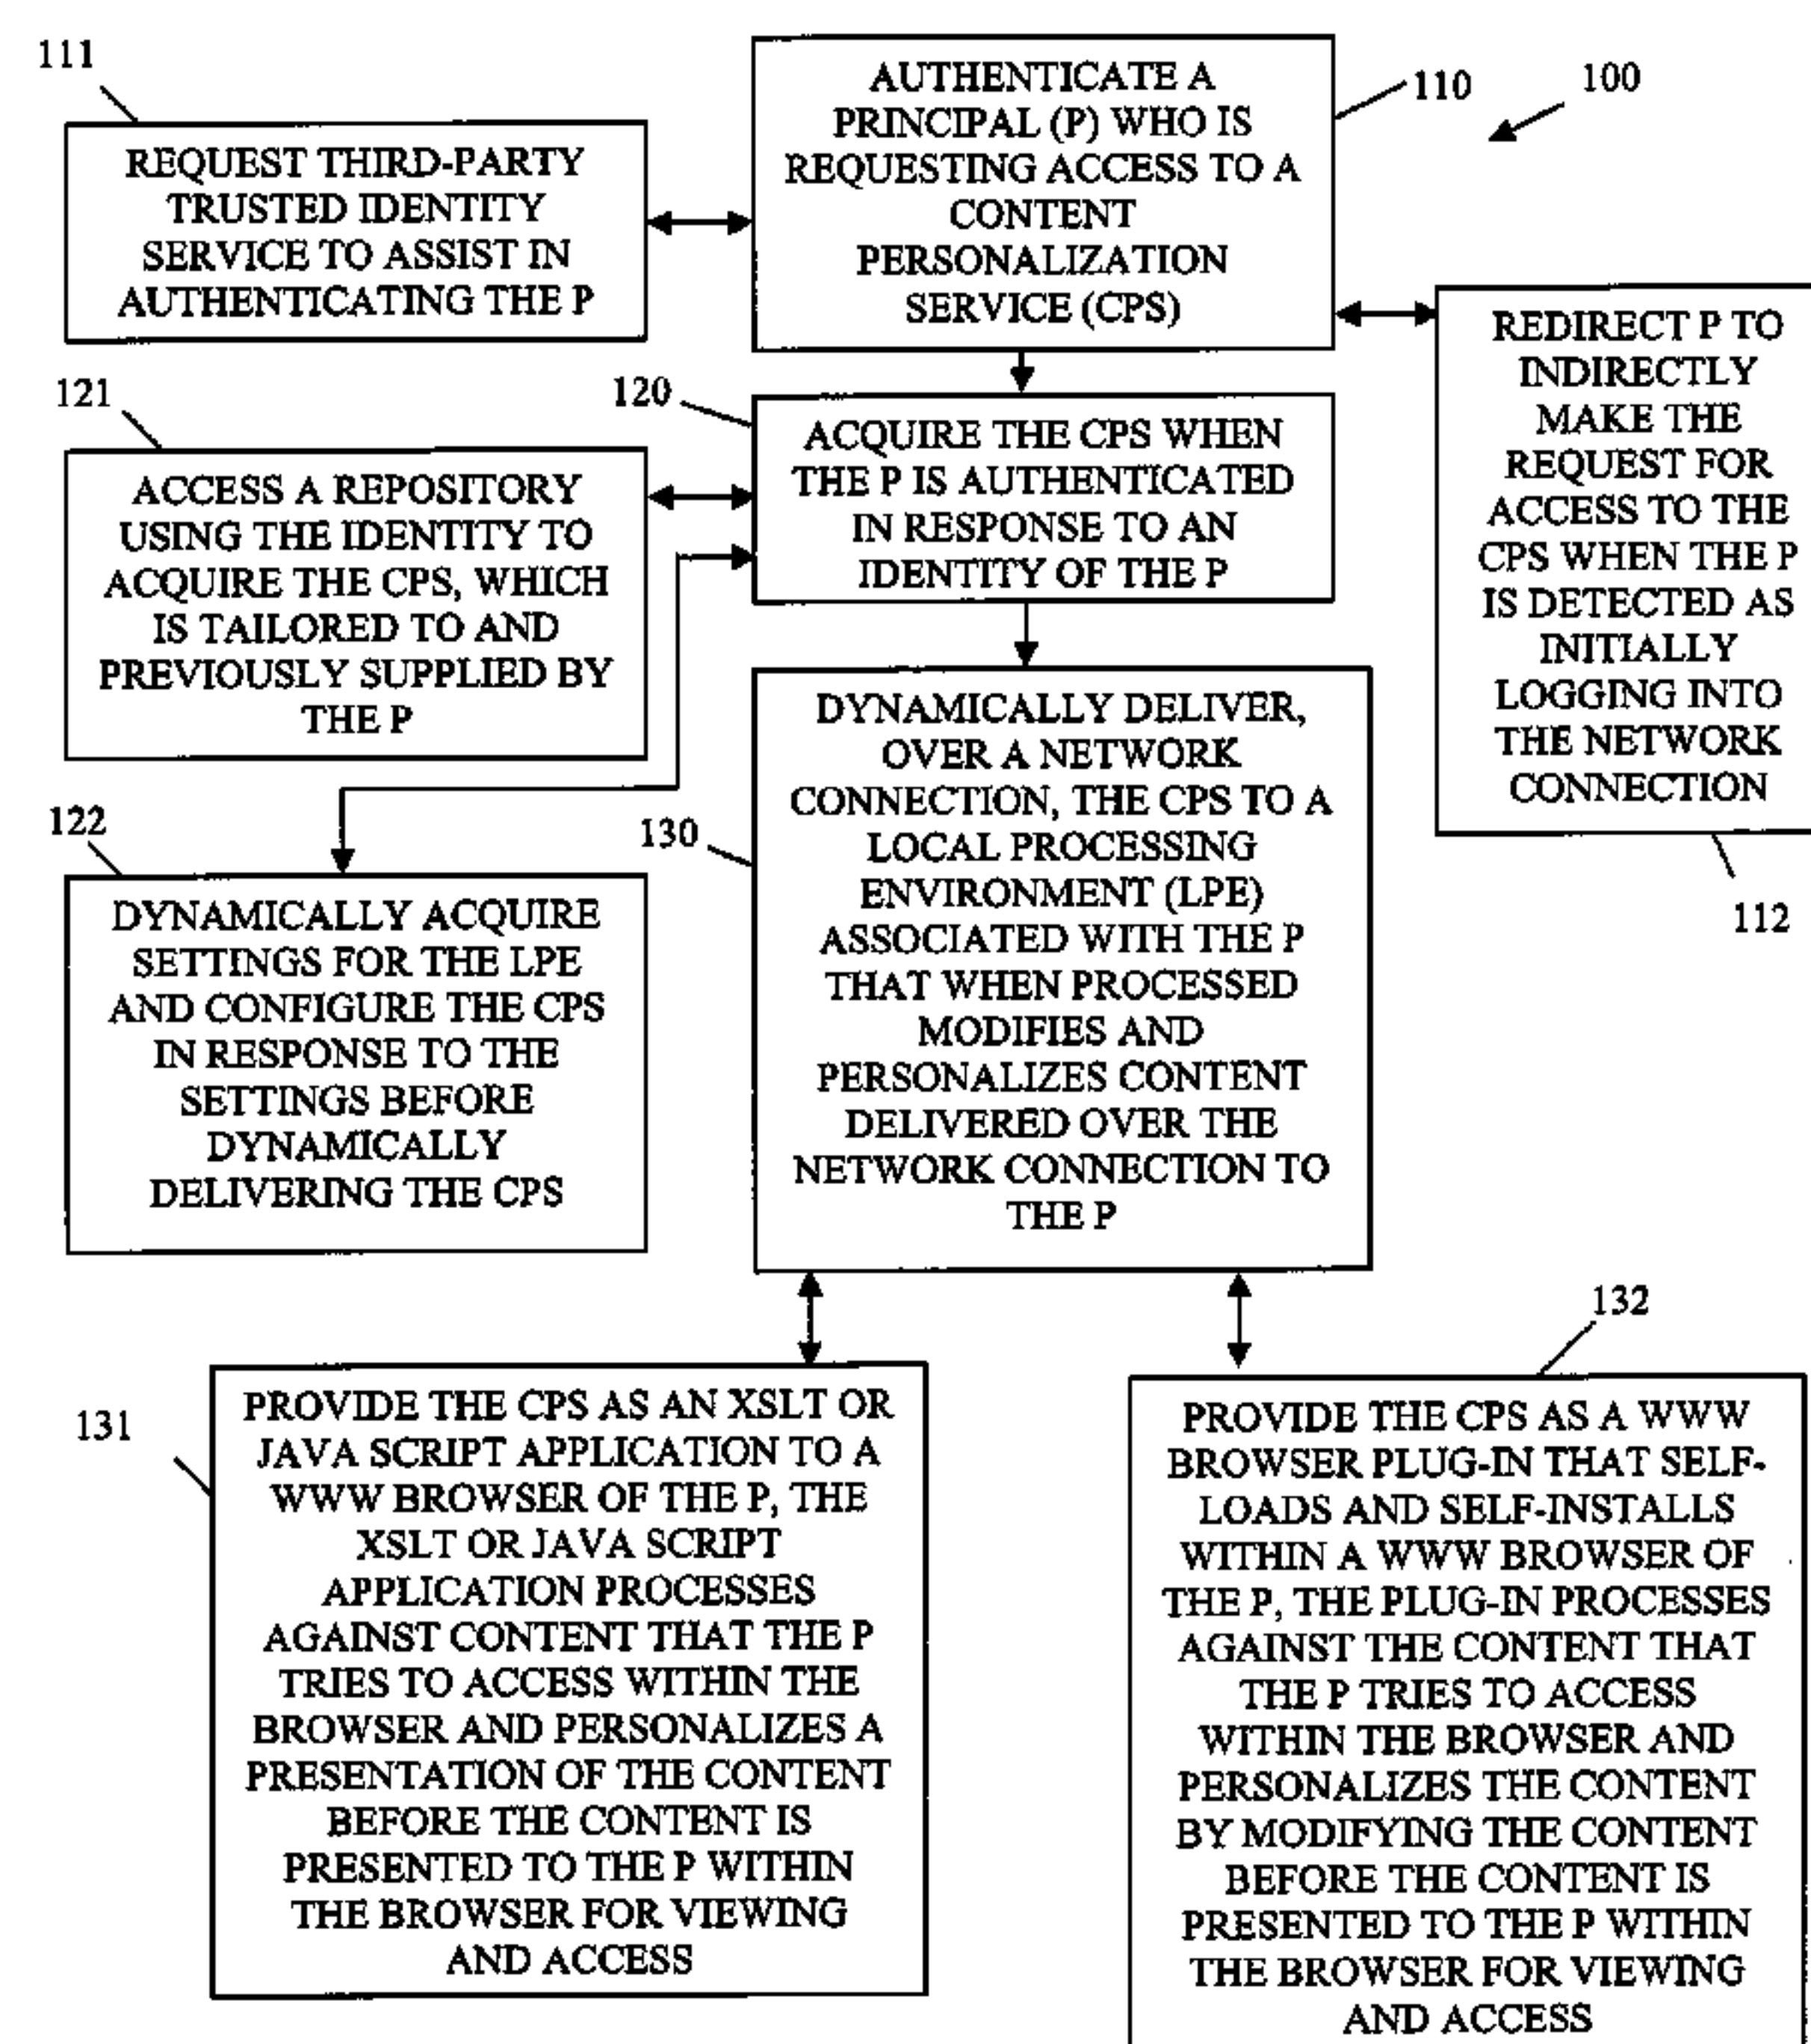 111
AUTHENTICATE A
PRINCIPAL (P) WHO IS
REQUESTING ACCESS TO A
CONTENT
PERSONALIZATION
SERVICE (CPS)
110
100
REQUEST THIRD-PARTY
TRUSTED IDENTITY
SERVICE TO ASSIST IN
AUTHENTICATING THE P
REDIRECT P TO
INDIRECTLY
MAKE THE
REQUEST FOR
ACCESS TO THE
CPS WHEN THE P
IS DETECTED AS
INITIALLY
LOGGING INTO
THE NETWORK
CONNECTION
112
121
120
ACQUIRE THE CPS WHEN
THE P IS AUTHENTICATED
IN RESPONSE TO AN
IDENTITY OF THE P
ACCESS A REPOSITORY
USING THE IDENTITY TO
ACQUIRE THE CPS, WHICH
IS TAILORED TO AND
PREVIOUSLY SUPPLIED BY
THE P
122
130
DYNAMICALLY DELIVER,
OVER A NETWORK
CONNECTION, THE CPS TO A
LOCAL PROCESSING
ENVIRONMENT (LPE)
ASSOCIATED WITH THE P
THAT WHEN PROCESSED
MODIFIES AND
PERSONALIZES CONTENT
DELIVERED OVER THE
NETWORK CONNECTION TO
THE P
DYNAMICALLY ACQUIRE
SETTINGS FOR THE LPE
AND CONFIGURE THE CPS
IN RESPONSE TO THE
SETTINGS BEFORE
DYNAMICALLY
DELIVERING THE CPS
131
PROVIDE THE CPS AS AN XSLT OR
JAVA SCRIPT APPLICATION TO A
WWW BROWSER OF THE P, THE
XSLT OR JAVA SCRIPT
APPLICATION PROCESSES
AGAINST CONTENT THAT THE P
TRIES TO ACCESS WITHIN THE
BROWSER AND PERSONALIZES A
PRESENTATION OF THE CONTENT
BEFORE THE CONTENT IS
PRESENTED TO THE P WITHIN
THE BROWSER FOR VIEWING
AND ACCESS
132
PROVIDE THE CPS AS A WWW
BROWSER PLUG-IN THAT SELF-
LOADS AND SELF-INSTALLS
WITHIN A WWW BROWSER OF
THE P, THE PLUG-IN PROCESSES
AGAINST THE CONTENT THAT
THE P TRIES TO ACCESS
WITHIN THE BROWSER AND
PERSONALIZES THE CONTENT
BY MODIFYING THE CONTENT
BEFORE THE CONTENT IS
PRESENTED TO THE P WITHIN
THE BROWSER FOR VIEWING
AND ACCESS